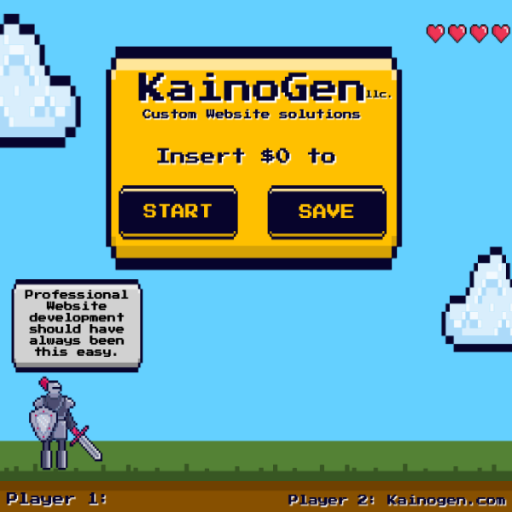 KainoGen llc.
Custom Website solutions
Insert $0 to
START SAVE
Professional
Website
development
should have
always been
this easy.
Player 1: Player 2: Kainogen.com